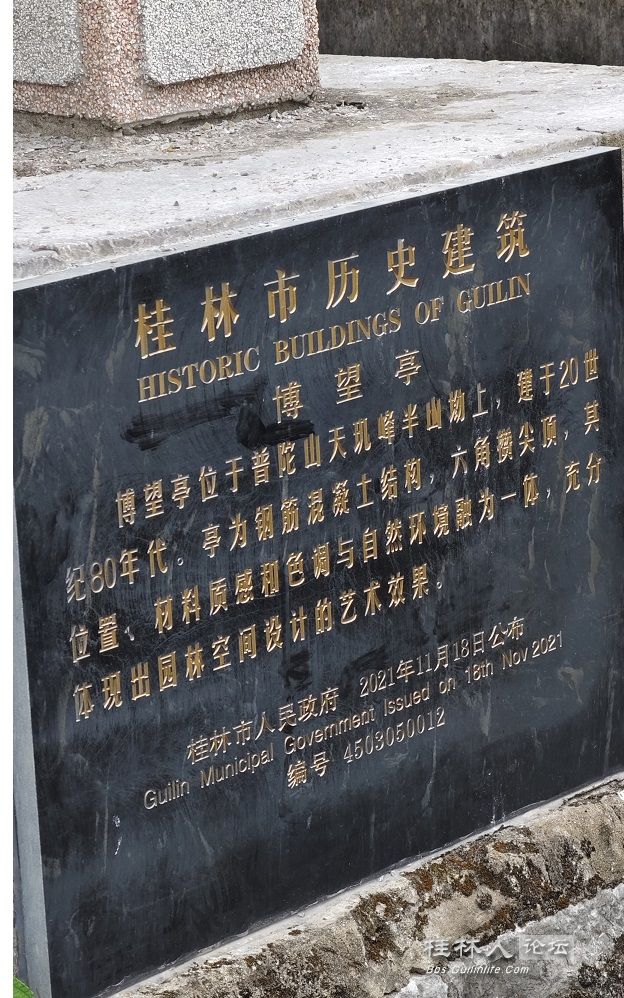 桂林市历史建筑
HISTORIC BUILDINGS OF GUILIN
博望亭
博望亭位于普陀山天玑峰半山坳上，建于20世
纪80年代。亭为钢筋混凝土结构，六角攒尖顶，其
位置、材料质感和色调与自然环境融为一体，充分
体现出园林空间设计的艺术效果。
桂林市人民政府 2021年11月18日公布
Guilin Municipal Government Issued on 18th Nov 2021
编号 4503050012
桂林人论坛
Bbs.Guilinlife.Com